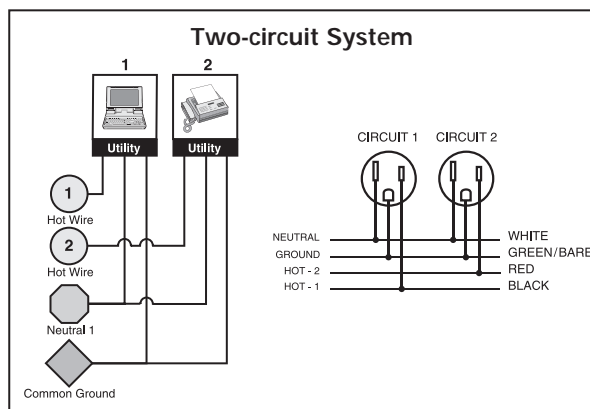 Two-circuit System
1
2
Utility
Utility
1
Hot Wire
2
Hot Wire
Neutral 1
Common Ground
CIRCUIT 1
CIRCUIT 2
NEUTRAL
WHITE
GROUND
GREEN/BARE
HOT - 2
RED
HOT - 1
BLACK